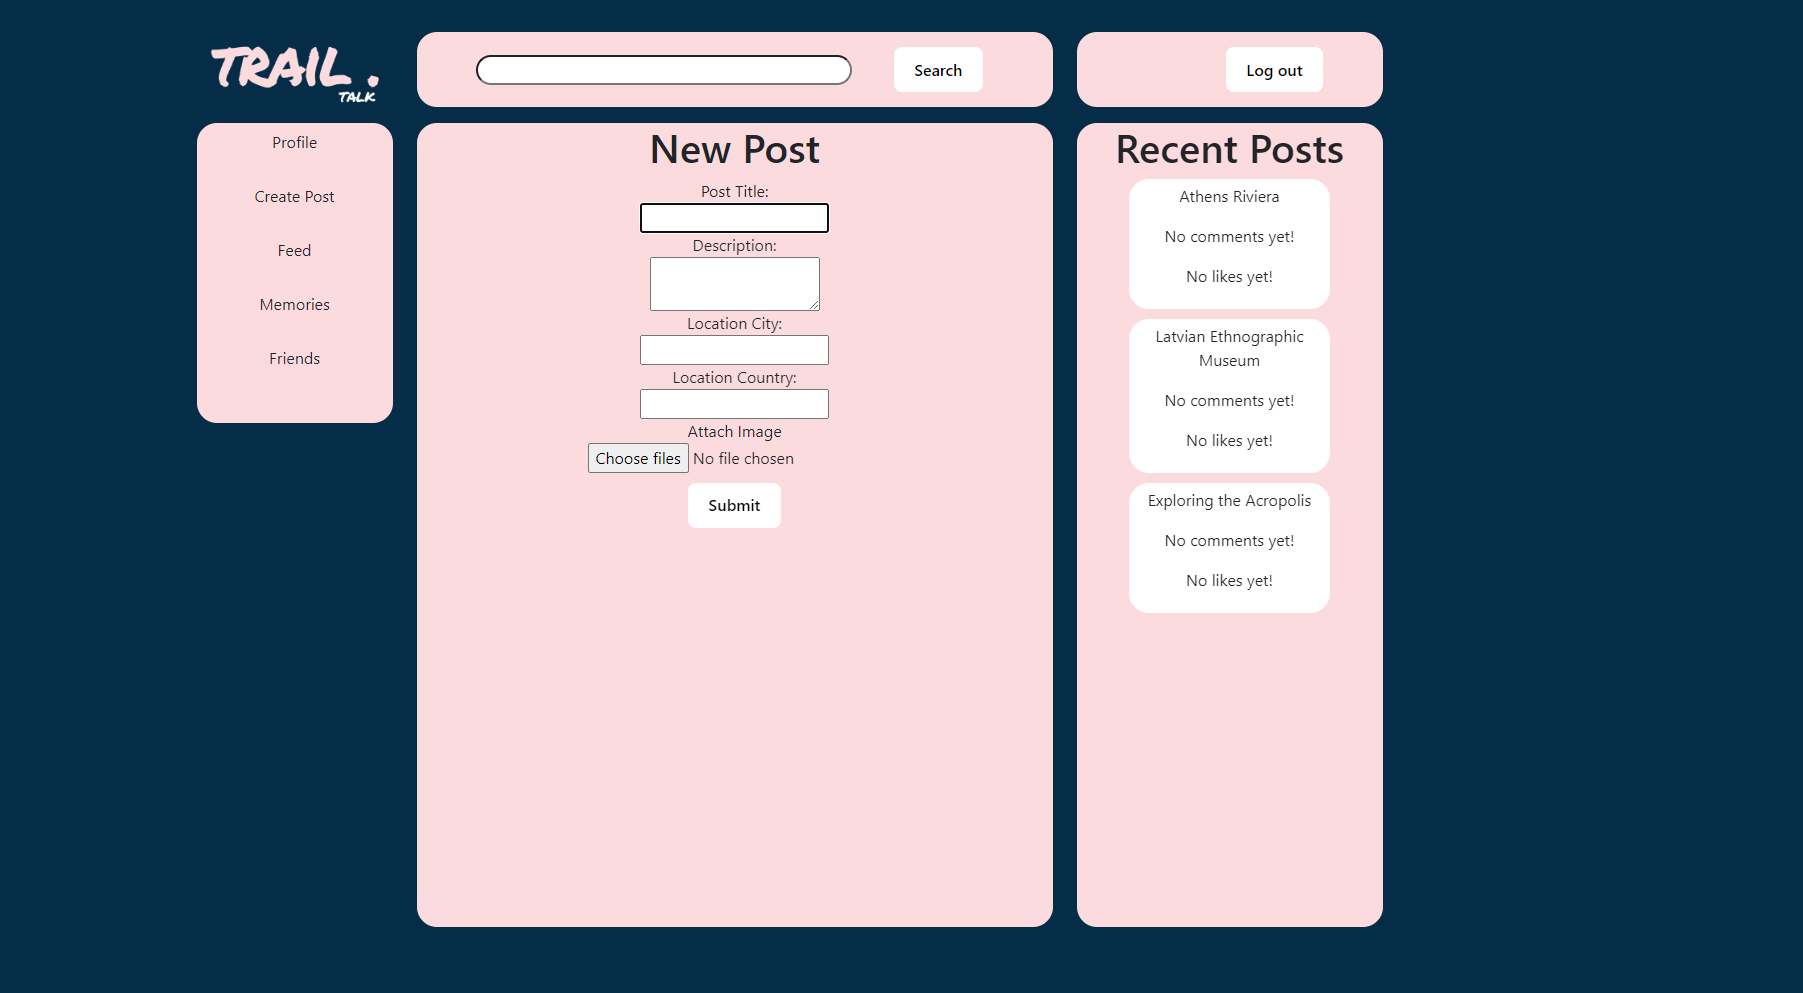 TRAIL .
TALK
Search
Log out
Profile
Create Post
Feed
Memories
Friends
New Post
Post Title:
Description:
Location City:
Location Country:
Attach Image
Choose files No file chosen
Submit
Recent Posts
Athens Riviera
No comments yet!
No likes yet!
Latvian Ethnographic
Museum
No comments yet!
No likes yet!
Exploring the Acropolis
No comments yet!
No likes yet!